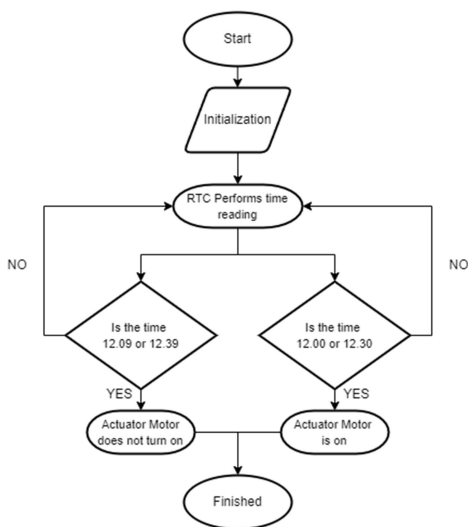 Start
Initialization
RTC Performs time
reading
NO
NO
Is the time
12.09 or 12.39
Is the time
12.00 or 12.30
YES
YES
Actuator Motor
does not turn on
Actuator Motor
is on
Finished